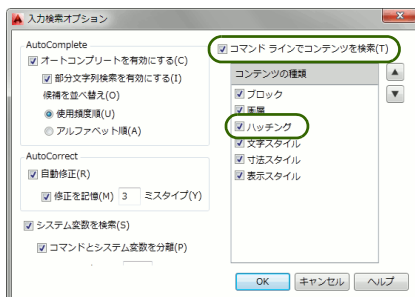 入力検索オプション
AutoComplete
オートコンプリートを有効にする(C)
部分文字列検索を有効にする(I)
候補を並べ替え(O)
使用頻度順(U)
アルファベット順(A)
AutoCorrect
自動修正(R)
修正を記憶(M) 3 ミスタイプ(Y)
システム変数を検索(S)
コマンドとシステム変数を分離(P)
コマンド ラインでコンテンツを検索(T)
コンテンツの種類
ブロック
画層
ハッチング
文字スタイル
寸法スタイル
表示スタイル
OK キャンセル ヘルプ